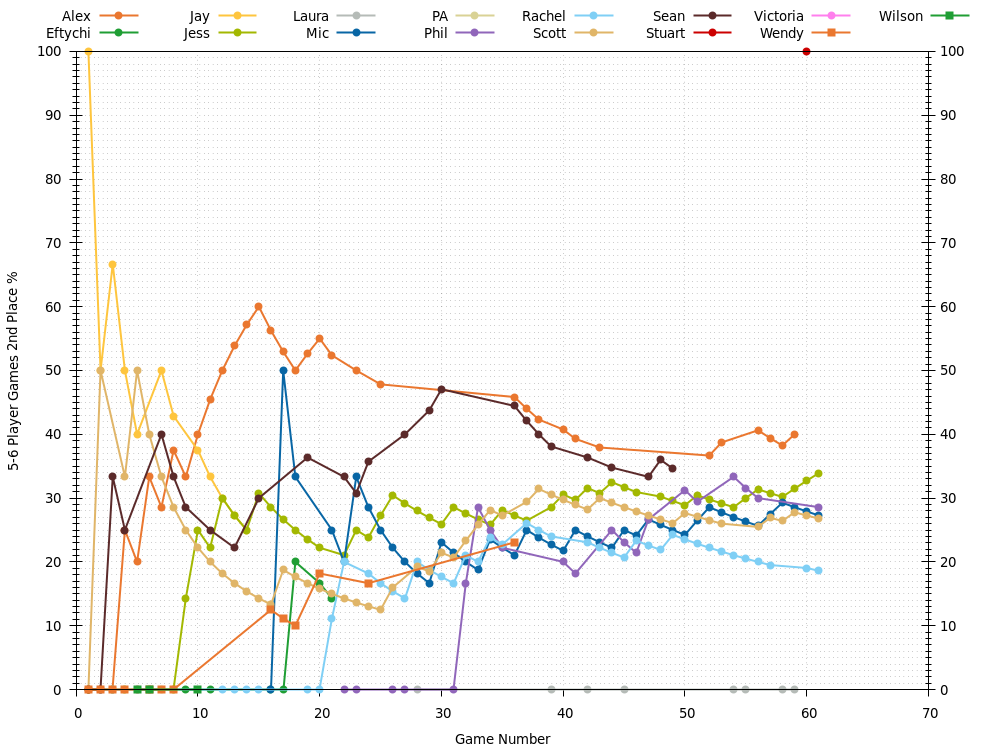 Alex Jay Laura PA Rachel Sean Victoria Wilson
Eftychi Jess Mic Phil Scott Stuart Wendy
100 100
90 90
80 80
70 70
60 60
50 50
40 40
30 30
20 20
10 10
0 0
5-6 Player Games 2nd Place %
0 10 20 30 40 50 60 70
Game Number